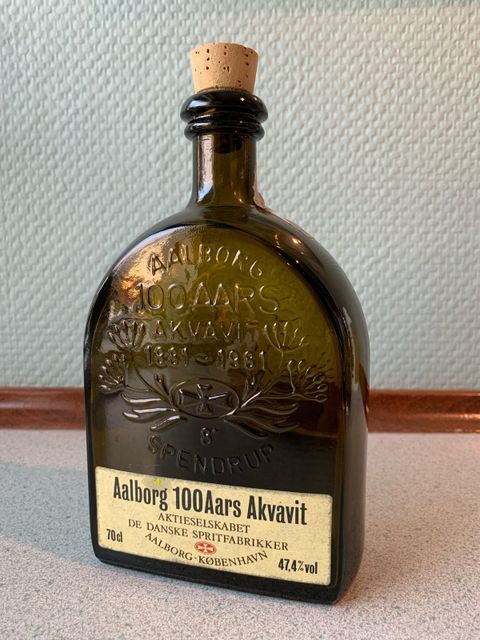 AALBORG
100 AARS
AKVAVIT
1881-1981
&
SPENDRUP
Aalborg 100Aars Akvavit
AKTIESELSKABET
DE DANSKE SPRITFABRIKKER
AALBORG-KØBENHAVN
70cl
47,4%vol